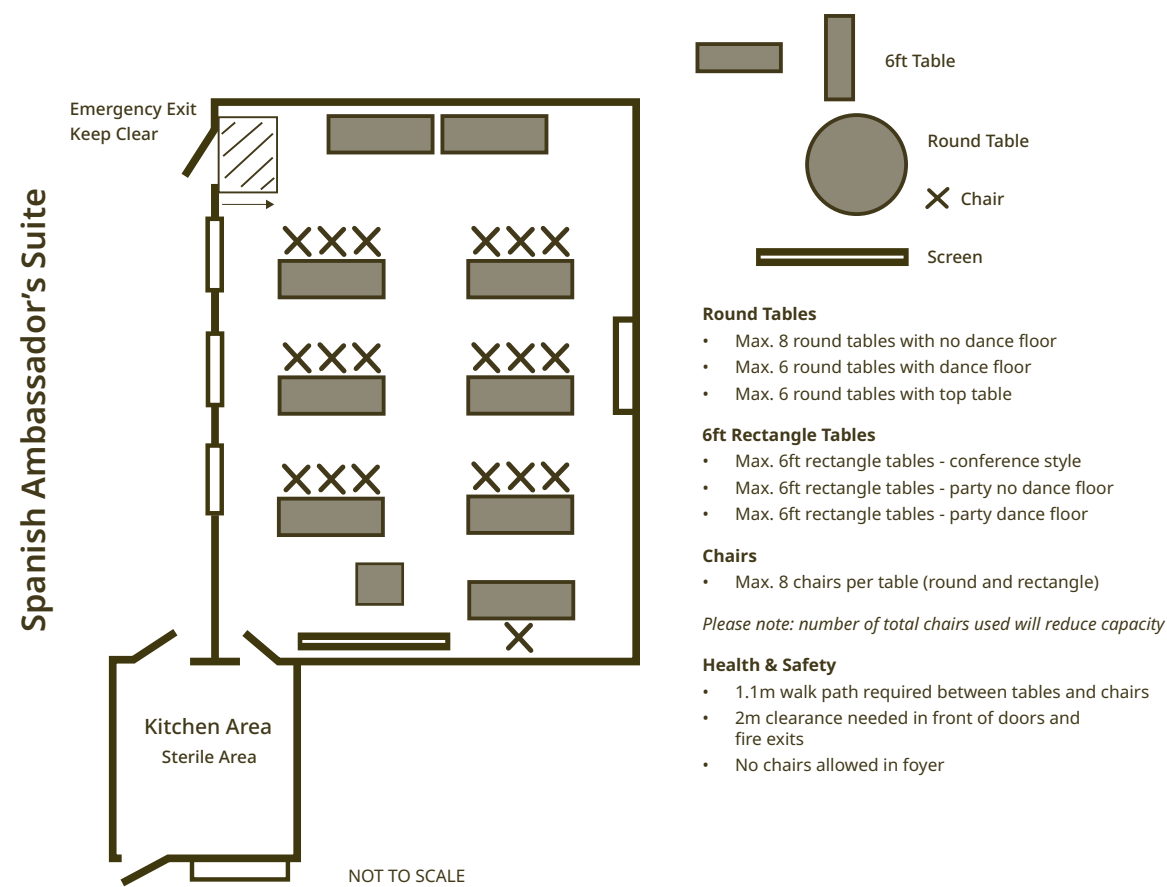 Spanish Ambassador’s Suite
Emergency Exit
Keep Clear
Kitchen Area
Sterile Area
NOT TO SCALE
6ft Table
Round Table
Chair
Screen
Round Tables
• Max. 8 round tables with no dance floor
• Max. 6 round tables with dance floor
• Max. 6 round tables with top table
6ft Rectangle Tables
• Max. 6ft rectangle tables - conference style
• Max. 6ft rectangle tables - party no dance floor
• Max. 6ft rectangle tables - party dance floor
Chairs
• Max. 8 chairs per table (round and rectangle)
Please note: number of total chairs used will reduce capacity
Health & Safety
• 1.1m walk path required between tables and chairs
• 2m clearance needed in front of doors and
fire exits
• No chairs allowed in foyer